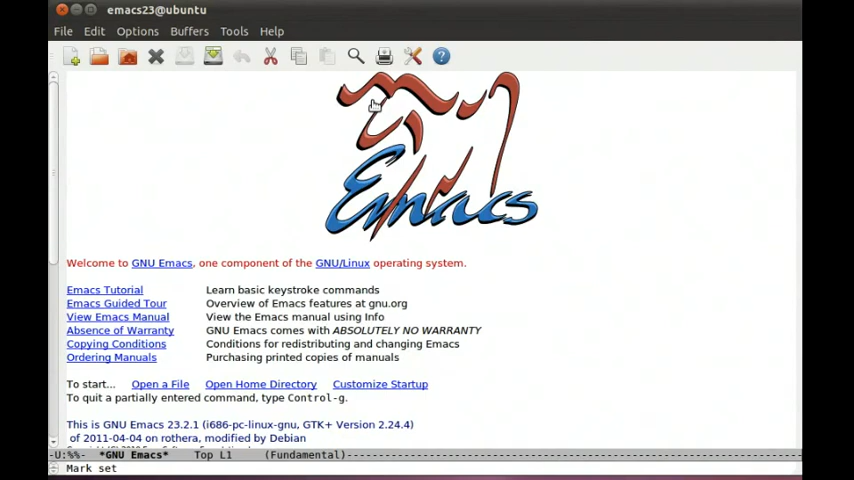 emacs23@ubuntu
File Edit Options Buffers Tools Help
Emacs
Welcome to GNU Emacs, one component of the GNU/Linux operating system.
Emacs Tutorial Learn basic keystroke commands
Emacs Guided Tour Overview of Emacs features at gnu.org
View Emacs Manual View the Emacs manual using Info
Absence of Warranty GNU Emacs comes with ABSOLUTELY NO WARRANTY
Copying Conditions Conditions for redistributing and changing Emacs
Ordering Manuals Purchasing printed copies of manuals
To start... Open a File Open Home Directory Customize Startup
To quit a partially entered command, type Control-g.
This is GNU Emacs 23.2.1 (i686-pc-linux-gnu, GTK+ Version 2.24.4)
of 2011-04-04 on rothera, modified by Debian
-U:%%- *GNU Emacs* Top L1 (Fundamental)
Mark set